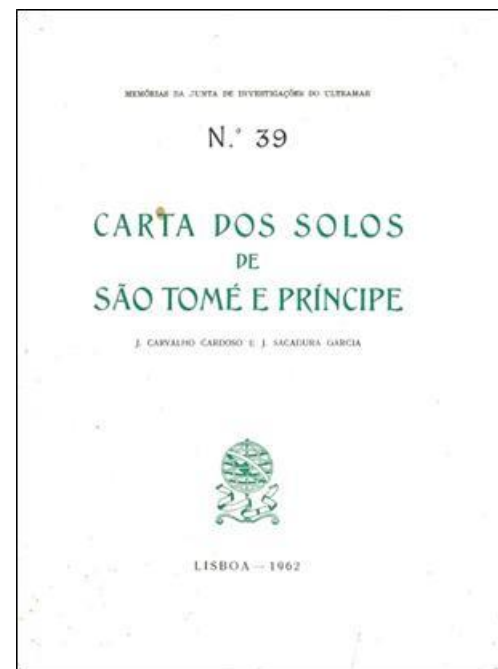 MEMÓRIAS DA JUNTA DE INVESTIGAÇÕES DO ULTRAMAR
N.º 39
CARTA DOS SOLOS
DE
SÃO TOMÉ E PRÍNCIPE
J. CARVALHO CARDOSO E J. SACADURA GARCIA
LISBOA — 1962